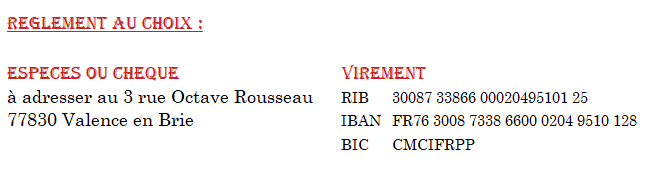 REGLEMENT AU CHOIX :
ESPECES OU CHEQUE
à adresser au 3 rue Octave Rousseau
77830 Valence en Brie
VIREMENT
RIB 30087 33866 00020495101 25
IBAN FR76 3008 7338 6600 0204 9510 128
BIC CMCIFRPP